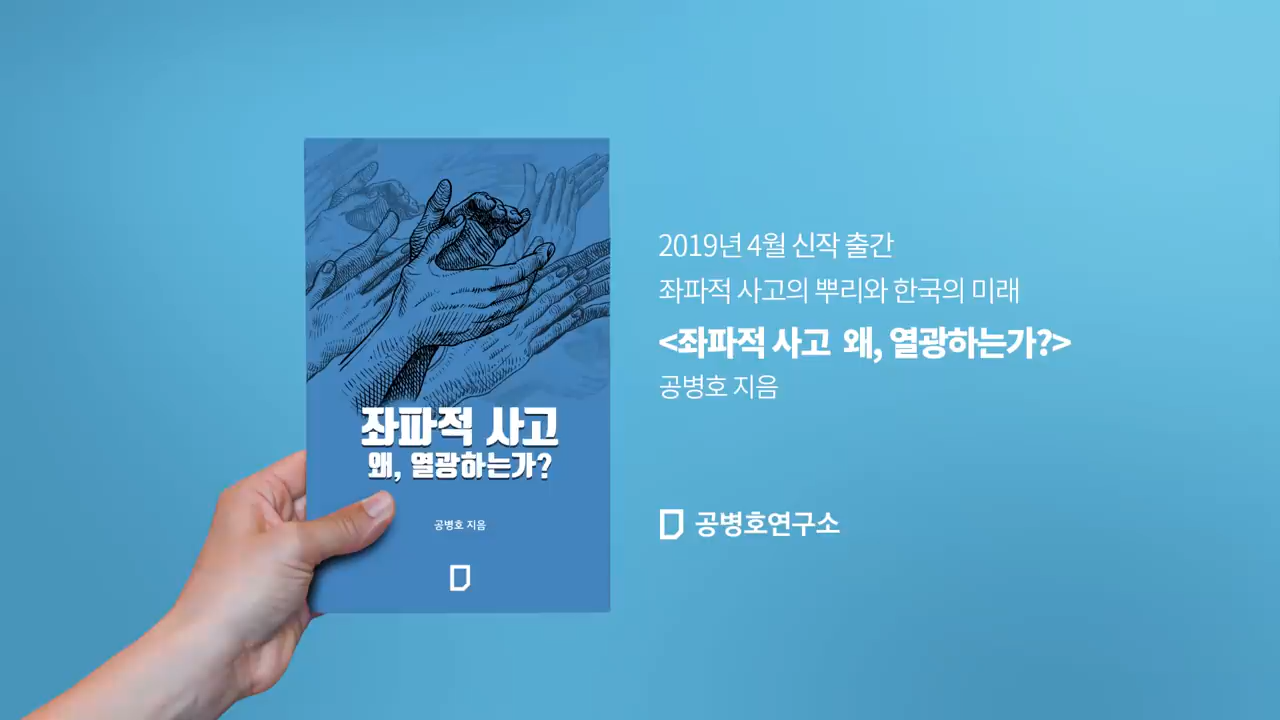 좌파적 사고
왜, 열광하는가?
공병호 지음
2019년 4월 신작 출간
좌파적 사고의 뿌리와 한국의 미래
<좌파적 사고 왜, 열광하는가?>
공병호 지음
공병호연구소